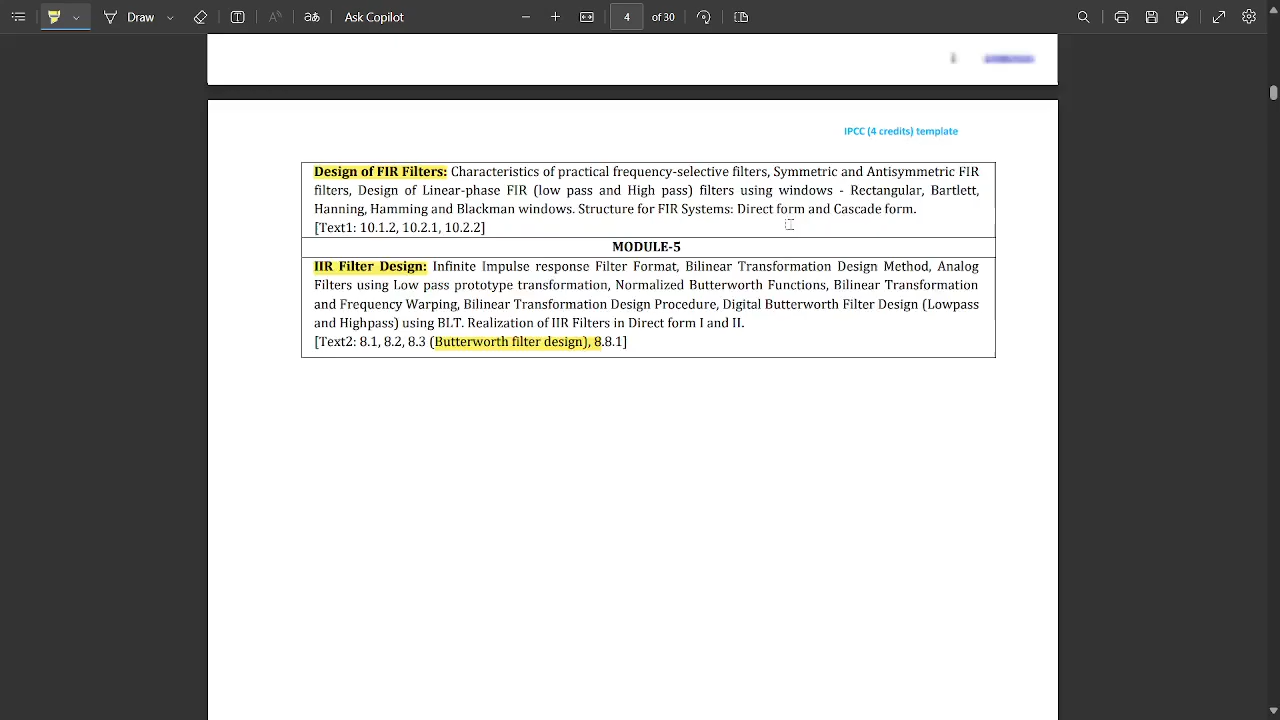 Draw
Ask Copilot
4 of 30
IPCC (4 credits) template
Design of FIR Filters: Characteristics of practical frequency-selective filters, Symmetric and Antisymmetric FIR
filters, Design of Linear-phase FIR (low pass and High pass) filters using windows - Rectangular, Bartlett,
Hanning, Hamming and Blackman windows. Structure for FIR Systems: Direct form and Cascade form.
[Text1: 10.1.2, 10.2.1, 10.2.2]
MODULE-5
IIR Filter Design: Infinite Impulse response Filter Format, Bilinear Transformation Design Method, Analog
Filters using Low pass prototype transformation, Normalized Butterworth Functions, Bilinear Transformation
and Frequency Warping, Bilinear Transformation Design Procedure, Digital Butterworth Filter Design (Lowpass
and Highpass) using BLT. Realization of IIR Filters in Direct form I and II.
[Text2: 8.1, 8.2, 8.3 (Butterworth filter design), 8.8.1]